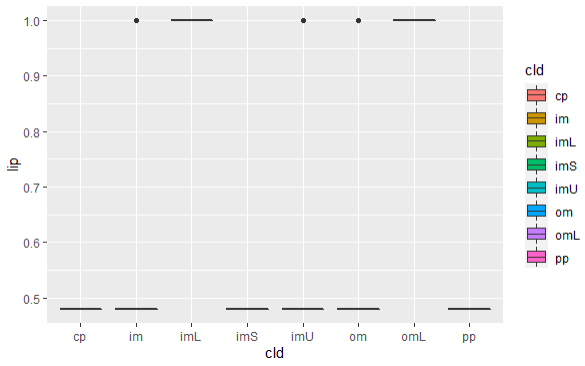 1.0
0.9
0.8
0.7
0.6
0.5
lip
cp im imL imS imU om omL pp
cld
cld
cp
im
imL
imS
imU
om
omL
pp